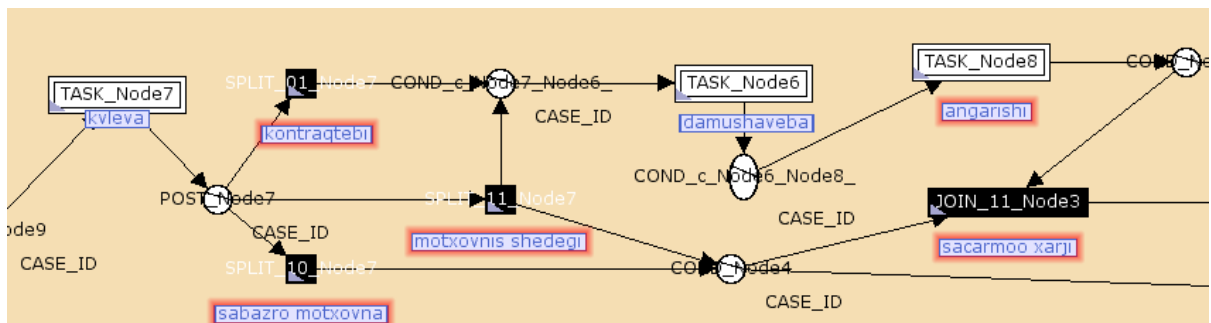 TASK_Node7
kvleva
SPLIT_01_Node7
kontraqtebi
COND_c_Node7_Node6_
CASE_ID
TASK_Node6
damushaveba
TASK_Node8
angarishi
COND_No
POST_Node7
CASE_ID
SPLIT_11_Node7
motxovnis shedegi
COND_c_Node6_Node8_
CASE_ID
JOIN_11_Node3
sacarmoo xarji
ode9
CASE_ID
SPLIT_10_Node7
sabazro motxovna
COND_Node4
CASE_ID